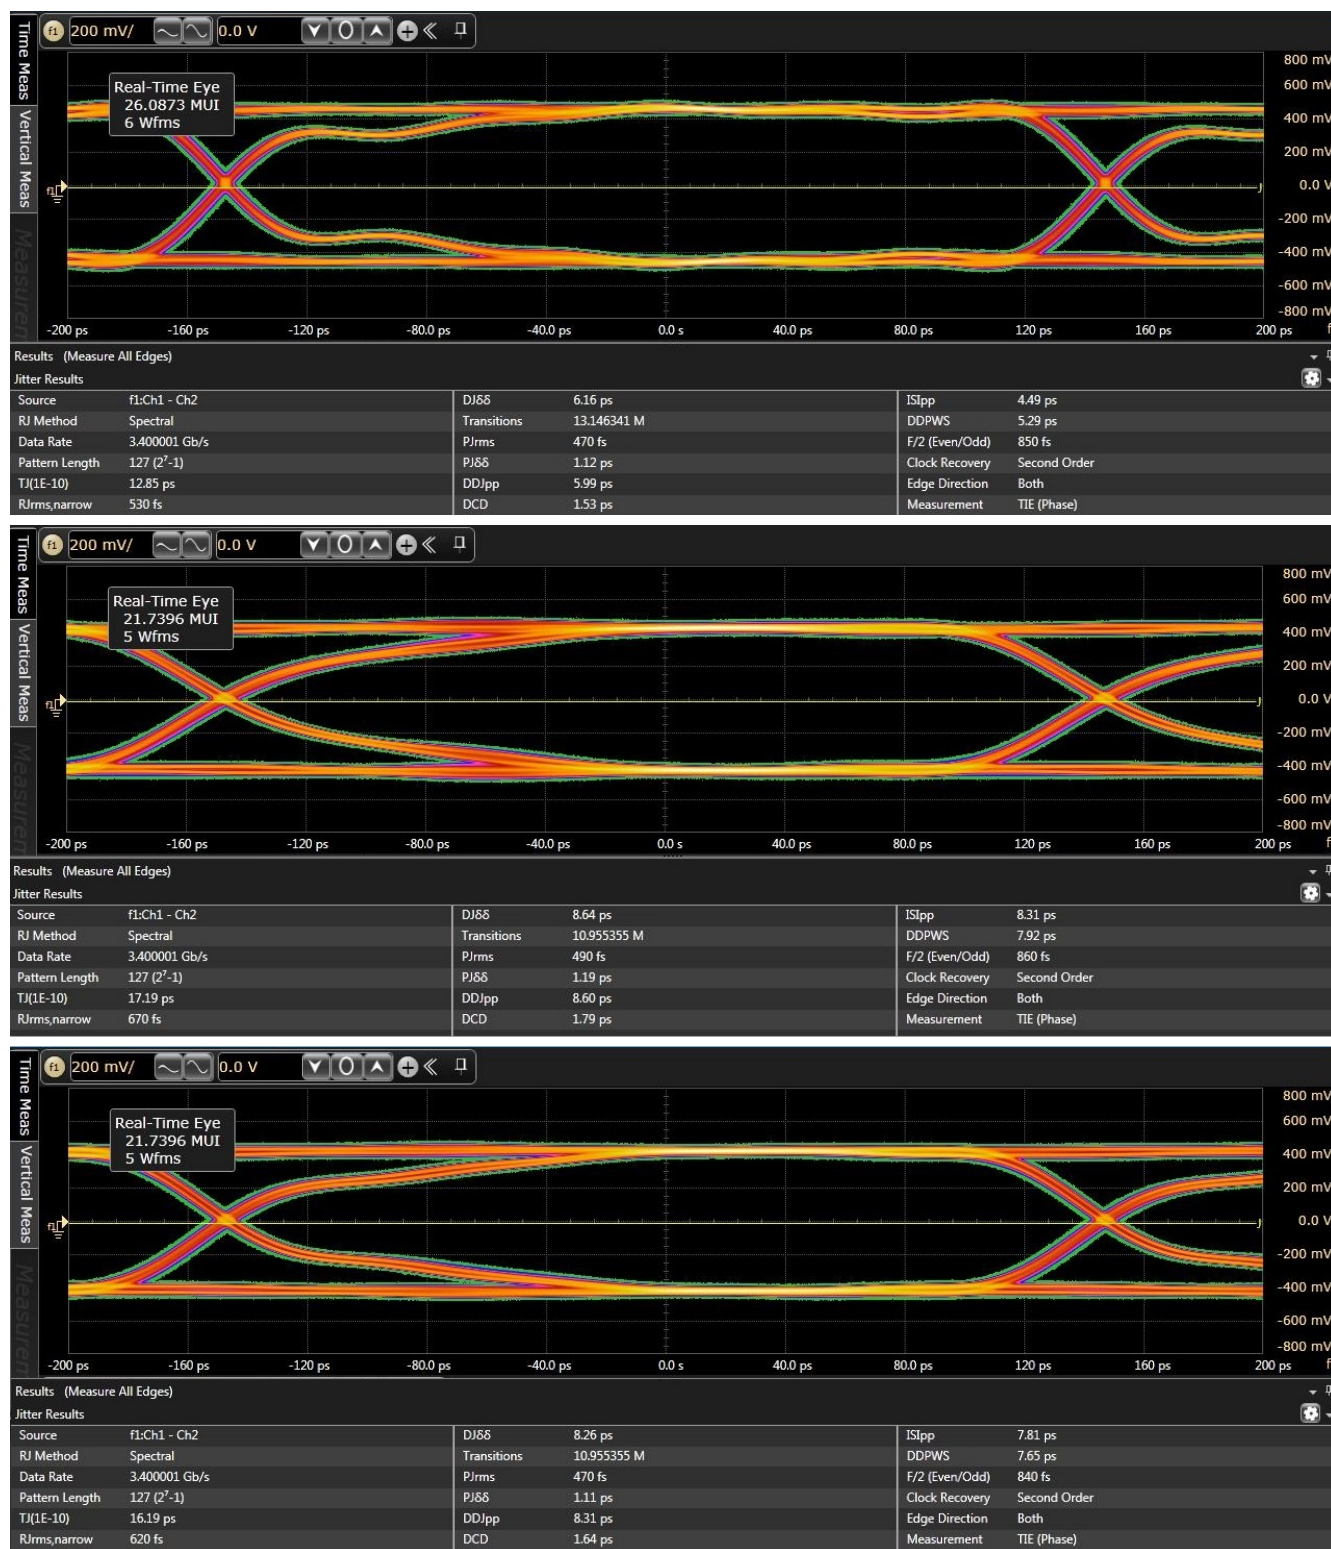 Time Meas
Vertical Meas
Measurem
f1 200 mV/ 0.0 V
Real-Time Eye
26.0873 MUI
6 Wfms
800 mV
600 mV
400 mV
200 mV
0.0 V
-200 mV
-400 mV
-600 mV
-800 mV
-200 ps -160 ps -120 ps -80.0 ps -40.0 ps 0.0 s 40.0 ps 80.0 ps 120 ps 160 ps 200 ps
Results (Measure All Edges)
Jitter Results
Source f1:Ch1 - Ch2 DJδδ 6.16 ps ISIpp 4.49 ps
RJ Method Spectral Transitions 13.146341 M DDPWS 5.29 ps
Data Rate 3.400001 Gb/s PJrms 470 fs F/2 (Even/Odd) 850 fs
Pattern Length 127 (2⁷-1) PJδδ 1.12 ps Clock Recovery Second Order
TJ(1E-10) 12.85 ps DDJpp 5.99 ps Edge Direction Both
RJrms,narrow 530 fs DCD 1.53 ps Measurement TIE (Phase)
Time Meas
Vertical Meas
Measurem
f1 200 mV/ 0.0 V
Real-Time Eye
21.7396 MUI
5 Wfms
800 mV
600 mV
400 mV
200 mV
0.0 V
-200 mV
-400 mV
-600 mV
-800 mV
-200 ps -160 ps -120 ps -80.0 ps -40.0 ps 0.0 s 40.0 ps 80.0 ps 120 ps 160 ps 200 ps
Results (Measure All Edges)
Jitter Results
Source f1:Ch1 - Ch2 DJδδ 8.64 ps ISIpp 8.31 ps
RJ Method Spectral Transitions 10.955355 M DDPWS 7.92 ps
Data Rate 3.400001 Gb/s PJrms 490 fs F/2 (Even/Odd) 860 fs
Pattern Length 127 (2⁷-1) PJδδ 1.19 ps Clock Recovery Second Order
TJ(1E-10) 17.19 ps DDJpp 8.60 ps Edge Direction Both
RJrms,narrow 670 fs DCD 1.79 ps Measurement TIE (Phase)
Time Meas
Vertical Meas
Measurem
f1 200 mV/ 0.0 V
Real-Time Eye
21.7396 MUI
5 Wfms
800 mV
600 mV
400 mV
200 mV
0.0 V
-200 mV
-400 mV
-600 mV
-800 mV
-200 ps -160 ps -120 ps -80.0 ps -40.0 ps 0.0 s 40.0 ps 80.0 ps 120 ps 160 ps 200 ps
Results (Measure All Edges)
Jitter Results
Source f1:Ch1 - Ch2 DJδδ 8.26 ps ISIpp 7.81 ps
RJ Method Spectral Transitions 10.955355 M DDPWS 7.65 ps
Data Rate 3.400001 Gb/s PJrms 470 fs F/2 (Even/Odd) 840 fs
Pattern Length 127 (2⁷-1) PJδδ 1.11 ps Clock Recovery Second Order
TJ(1E-10) 16.19 ps DDJpp 8.31 ps Edge Direction Both
RJrms,narrow 620 fs DCD 1.64 ps Measurement TIE (Phase)